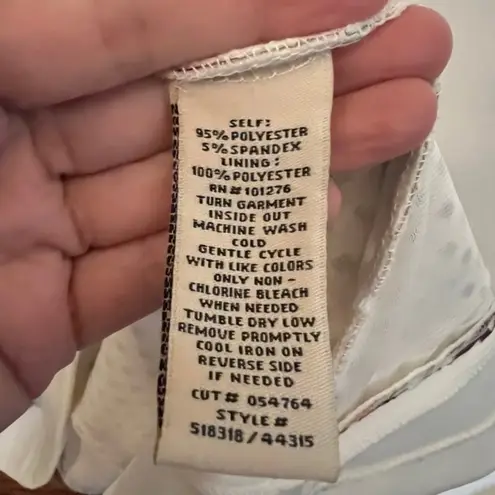 SELF:
95% POLYESTER
5% SPANDEX
LINING:
100% POLYESTER
RN# 101276
TURN GARMENT
INSIDE OUT
MACHINE WASH
COLD
GENTLE CYCLE
WITH LIKE COLORS
ONLY NON-
CHLORINE BLEACH
WHEN NEEDED
TUMBLE DRY LOW
REMOVE PROMPTLY
COOL IRON ON
REVERSE SIDE
IF NEEDED
CUT# 054764
STYLE#
518318/44315